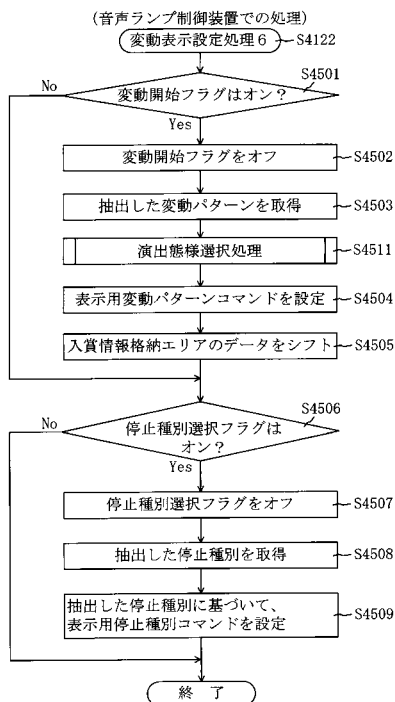 (音声ランプ制御装置での処理)
変動表示設定処理6
S4122
S4501
No
変動開始フラグはオン?
Yes
変動開始フラグをオフ
S4502
抽出した変動パターンを取得
S4503
演出態様選択処理
S4511
表示用変動パターンコマンドを設定
S4504
入賞情報格納エリアのデータをシフト
S4505
S4506
No
停止種別選択フラグは
オン?
Yes
停止種別選択フラグをオフ
S4507
抽出した停止種別を取得
S4508
抽出した停止種別に基づいて、
表示用停止種別コマンドを設定
S4509
終 了